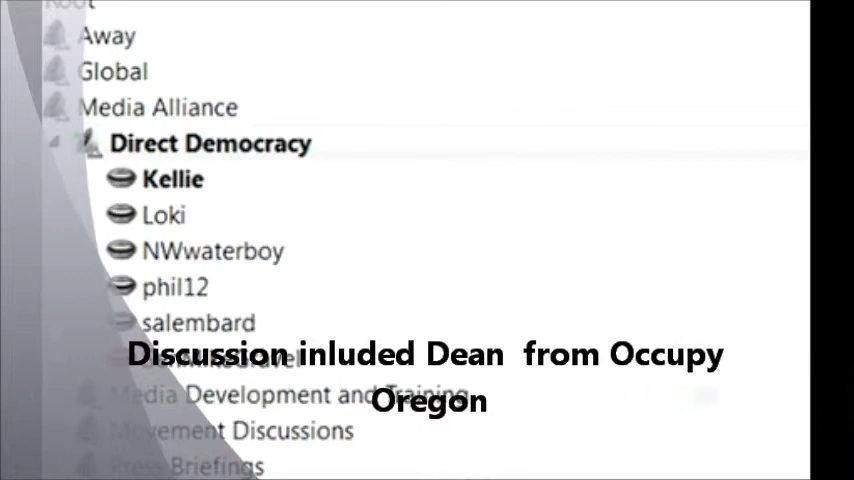 Root
Away
Global
Media Alliance
Direct Democracy
Kellie
Loki
NWwaterboy
phil12
salembard
Discussion inluded Dean from Occupy
Oregon
Media Development and Training
Movement Discussions
Press Briefings